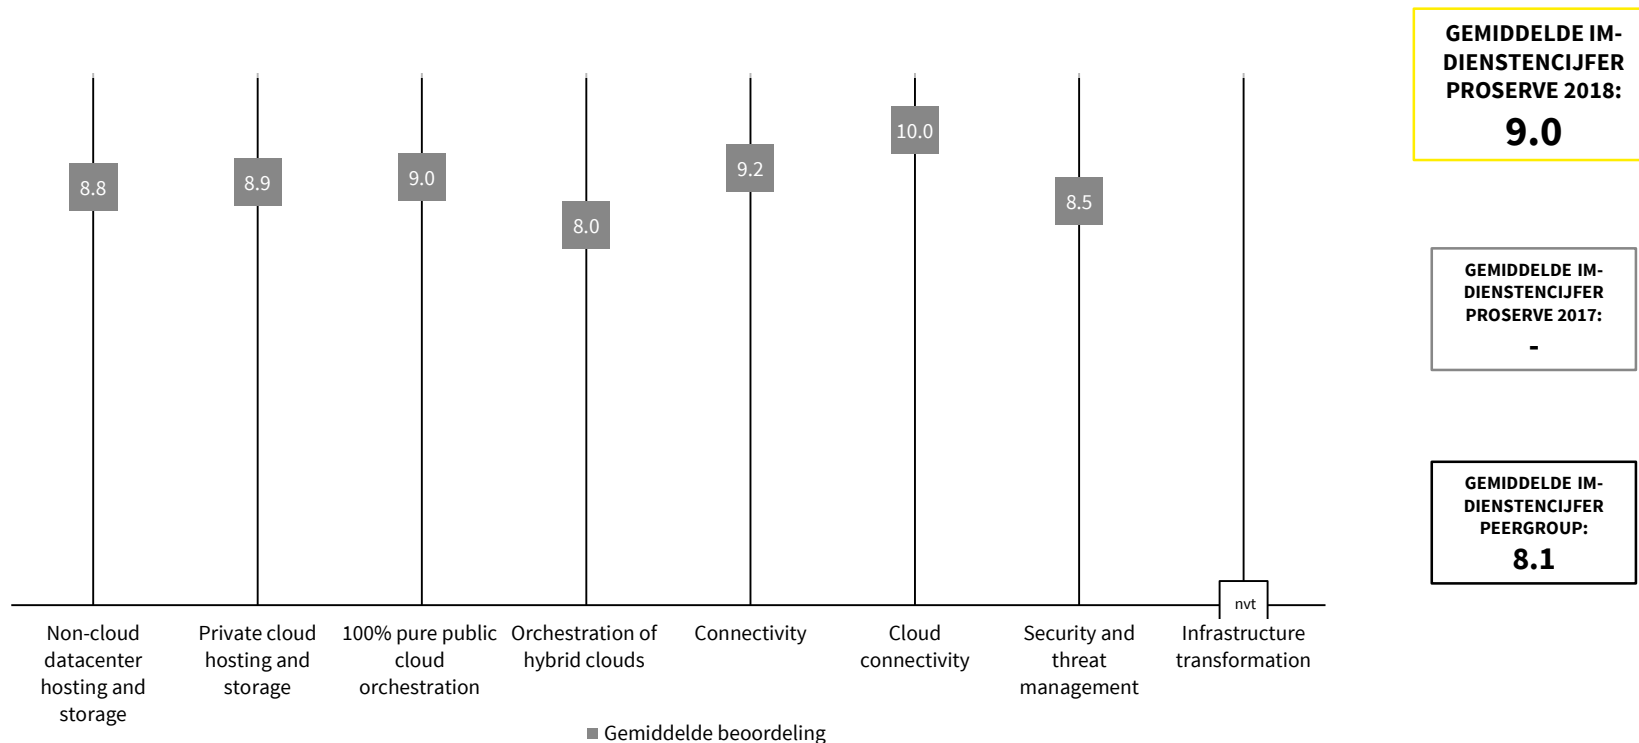 GEMIDDELDE IM-
DIENSTENCIJFER
PROSERVE 2018:
9.0
8.8
8.9
9.0
8.0
9.2
10.0
8.5
nvt
GEMIDDELDE IM-
DIENSTENCIJFER
PROSERVE 2017:
-
GEMIDDELDE IM-
DIENSTENCIJFER
PEERGROUP:
8.1
Non-cloud
datacenter
hosting and
storage
Private cloud
hosting and
storage
100% pure public
cloud
orchestration
Orchestration of
hybrid clouds
Connectivity
Cloud
connectivity
Security and
threat
management
Infrastructure
transformation
Gemiddelde beoordeling